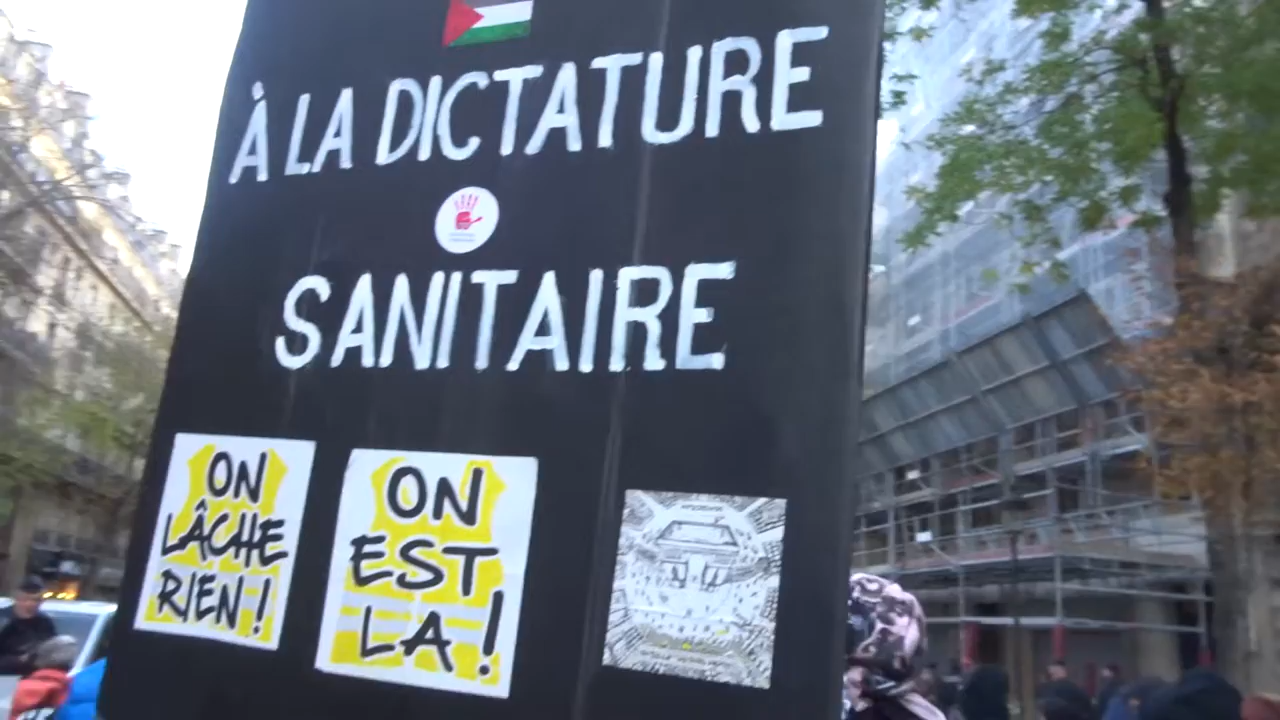 À LA DICTATURE
SANITAIRE
ON
LÂCHE
RIEN !
ON
EST
LA !